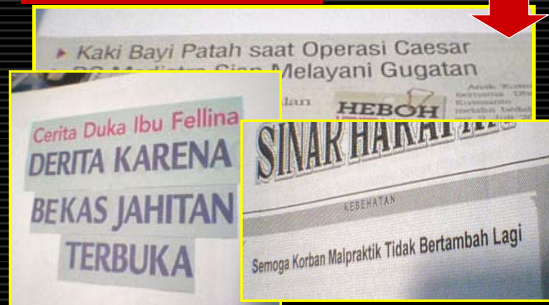 Kaki Bayi Patah saat Operasi Caesar
Melayani Gugatan
HEBOH
Cerita Duka Ibu Fellina
DERITA KARENA
BEKAS JAHITAN
TERBUKA
SINAR HARAPAN
KESEHATAN
Semoga Korban Malpraktik Tidak Bertambah Lagi